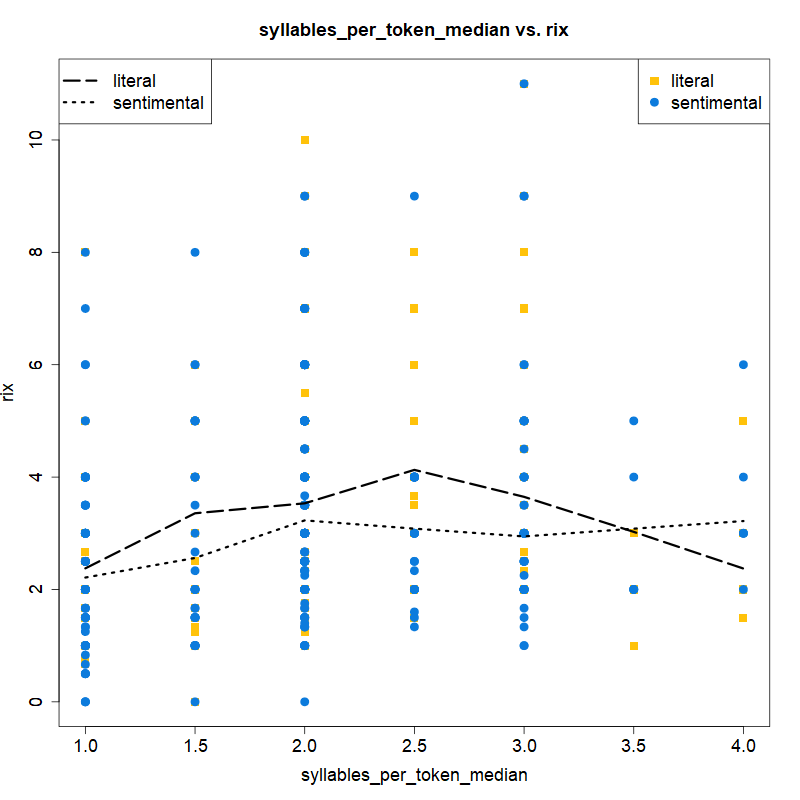 syllables_per_token_median vs. rix
literal
sentimental
literal
sentimental
10
8
6
4
2
0
rix
1.0 1.5 2.0 2.5 3.0 3.5 4.0
syllables_per_token_median